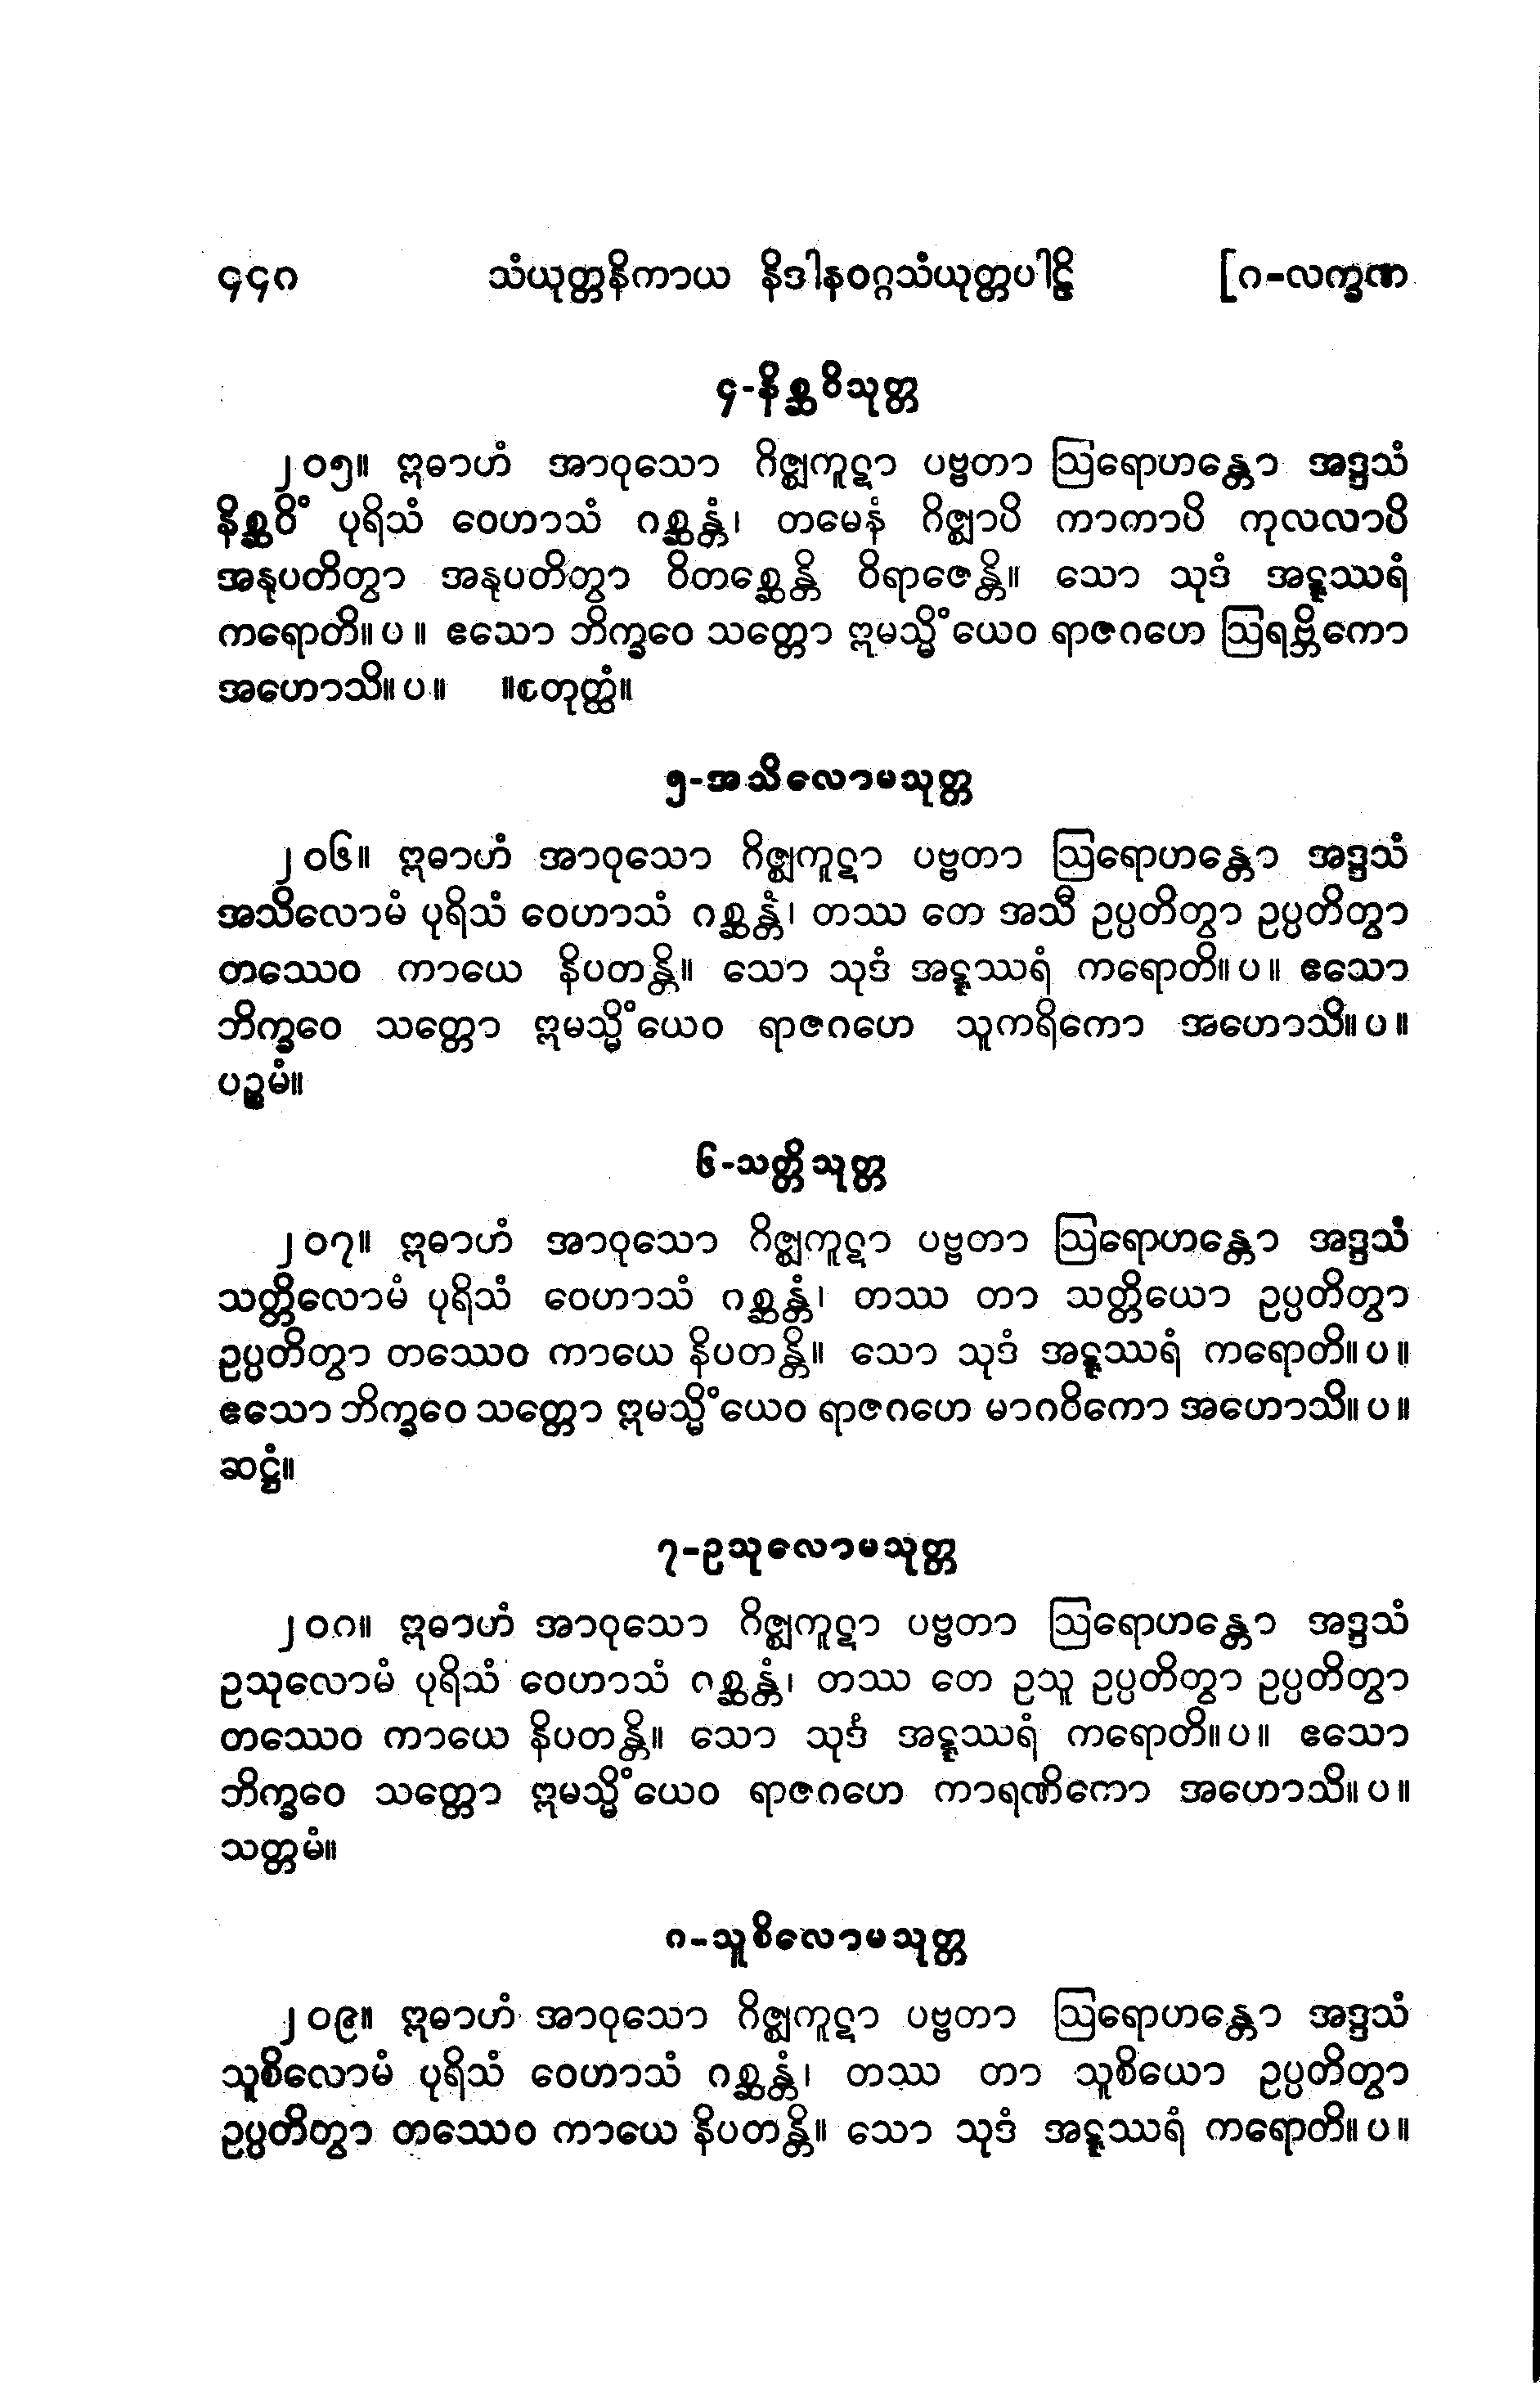 ၄၄၈ သံယုတ္တနိကာယ နိဒါနဝဂ္ဂသံယုတ္တပါဠိ [၈-လက္ခဏ
၄-နိစ္ဆဝိသုတ္တ
၂၀၅။ ဣဓာဟံ အာဝုသော ဂိဇ္ဈကူဋာ ပဗ္ဗတာ ဩရောဟန္တော အဒ္ဒသံ
နိစ္ဆဝိံ ပုရိသံ ဝေဟာသံ ဂစ္ဆန္တံ၊ တမေနံ ဂိဇ္ဈာပိ ကာကာပိ ကုလလာပိ
အနုပတိတွာ အနုပတိတွာ ဝိတစ္ဆေန္တိ ဝိရာဇေန္တိ။ သော သုဒံ အဋ္ဋဿရံ
ကရောတိ။ပ။ ဧသော ဘိက္ခဝေ သတ္တော ဣမသ္မိံယေဝ ရာဇဂဟေ ဩရဗ္ဘိကော
အဟောသိ။ပ။ ။စတုတ္ထံ။
၅-အသိလောမသုတ္တ
၂၀၆။ ဣဓာဟံ အာဝုသော ဂိဇ္ဈကူဋာ ပဗ္ဗတာ ဩရောဟန္တော အဒ္ဒသံ
အသိလောမံ ပုရိသံ ဝေဟာသံ ဂစ္ဆန္တံ၊ တဿ တေ အသီ ဥပ္ပတိတွာ ဥပ္ပတိတွာ
တဿေဝ ကာယေ နိပတန္တိ။ သော သုဒံ အဋ္ဋဿရံ ကရောတိ။ပ။ ဧသော
ဘိက္ခဝေ သတ္တော ဣမသ္မိံယေဝ ရာဇဂဟေ သူကရိကော အဟောသိ။ပ။
ပဉ္စမံ။
၆-သတ္တိသုတ္တ
၂၀၇။ ဣဓာဟံ အာဝုသော ဂိဇ္ဈကူဋာ ပဗ္ဗတာ ဩရောဟန္တော အဒ္ဒသံ
သတ္တိလောမံ ပုရိသံ ဝေဟာသံ ဂစ္ဆန္တံ၊ တဿ တာ သတ္တိယော ဥပ္ပတိတွာ
ဥပ္ပတိတွာ တဿေဝ ကာယေ နိပတန္တိ။ သော သုဒံ အဋ္ဋဿရံ ကရောတိ။ပ။
ဧသော ဘိက္ခဝေ သတ္တော ဣမသ္မိံယေဝ ရာဇဂဟေ မာဂဝိကော အဟောသိ။ပ။
ဆဋ္ဌံ။
၇-ဥသုလောမသုတ္တ
၂၀၈။ ဣဓာဟံ အာဝုသော ဂိဇ္ဈကူဋာ ပဗ္ဗတာ ဩရောဟန္တော အဒ္ဒသံ
ဥသုလောမံ ပုရိသံ ဝေဟာသံ ဂစ္ဆန္တံ၊ တဿ တေ ဥသူ ဥပ္ပတိတွာ ဥပ္ပတိတွာ
တဿေဝ ကာယေ နိပတန္တိ။ သော သုဒံ အဋ္ဋဿရံ ကရောတိ။ပ။ ဧသော
ဘိက္ခဝေ သတ္တော ဣမသ္မိံယေဝ ရာဇဂဟေ ကာရဏိကော အဟောသိ။ပ။
သတ္တမံ။
၈-သူစိလောမသုတ္တ
၂၀၉။ ဣဓာဟံ အာဝုသော ဂိဇ္ဈကူဋာ ပဗ္ဗတာ ဩရောဟန္တော အဒ္ဒသံ
သူစိလောမံ ပုရိသံ ဝေဟာသံ ဂစ္ဆန္တံ၊ တဿ တာ သူစိယော ဥပ္ပတိတွာ
ဥပ္ပတိတွာ တဿေဝ ကာယေ နိပတန္တိ။ သော သုဒံ အဋ္ဋဿရံ ကရောတိ။ပ။